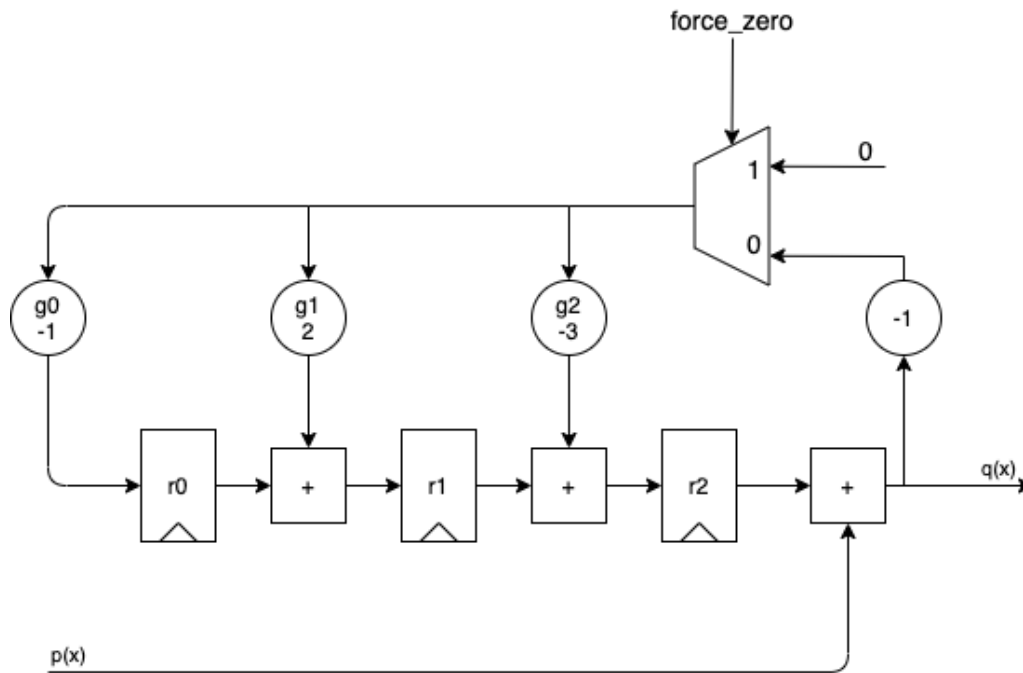 force_zero
0
1
0
g0
-1
g1
2
g2
-3
-1
r0
+
r1
+
r2
+
q(x)
p(x)